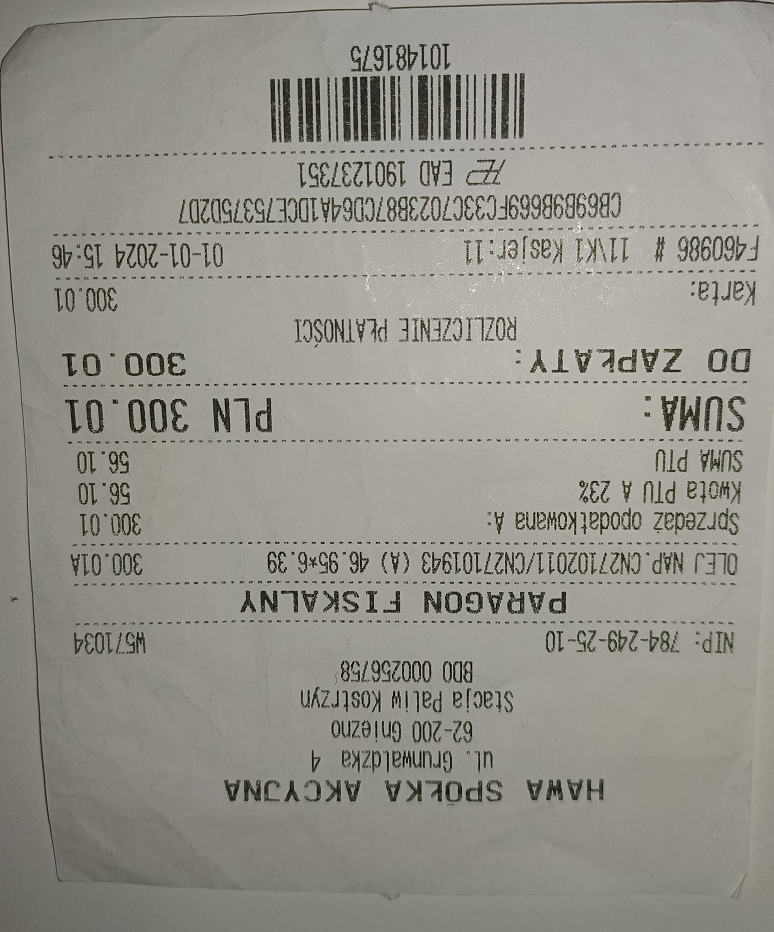 HAWA SPÓŁKA AKCYJNA
ul. Grunwaldzka 4
62-200 Gniezno
Stacja Paliw Kostrzyn
BDO 000256758
NIP: 784-249-25-10 W571034
PARAGON FISKALNY
OLEJ NAP.CN27102011/CN27101943 (A) 46.95*6.39 300.01A
Sprzedaż opodatkowana A: 300.01
Kwota PTU A 23% 56.10
SUMA PTU 56.10
SUMA: PLN 300.01
DO ZAPŁATY: 300.01
ROZLICZENIE PŁATNOŚCI
Karta: 300.01
F460986 # 11\K1 Kasjer:11 01-01-2024 15:46
CB69B9B669FC33C7023B87CD64A1DCE75375D2D7
EAD 1901237351
101481675